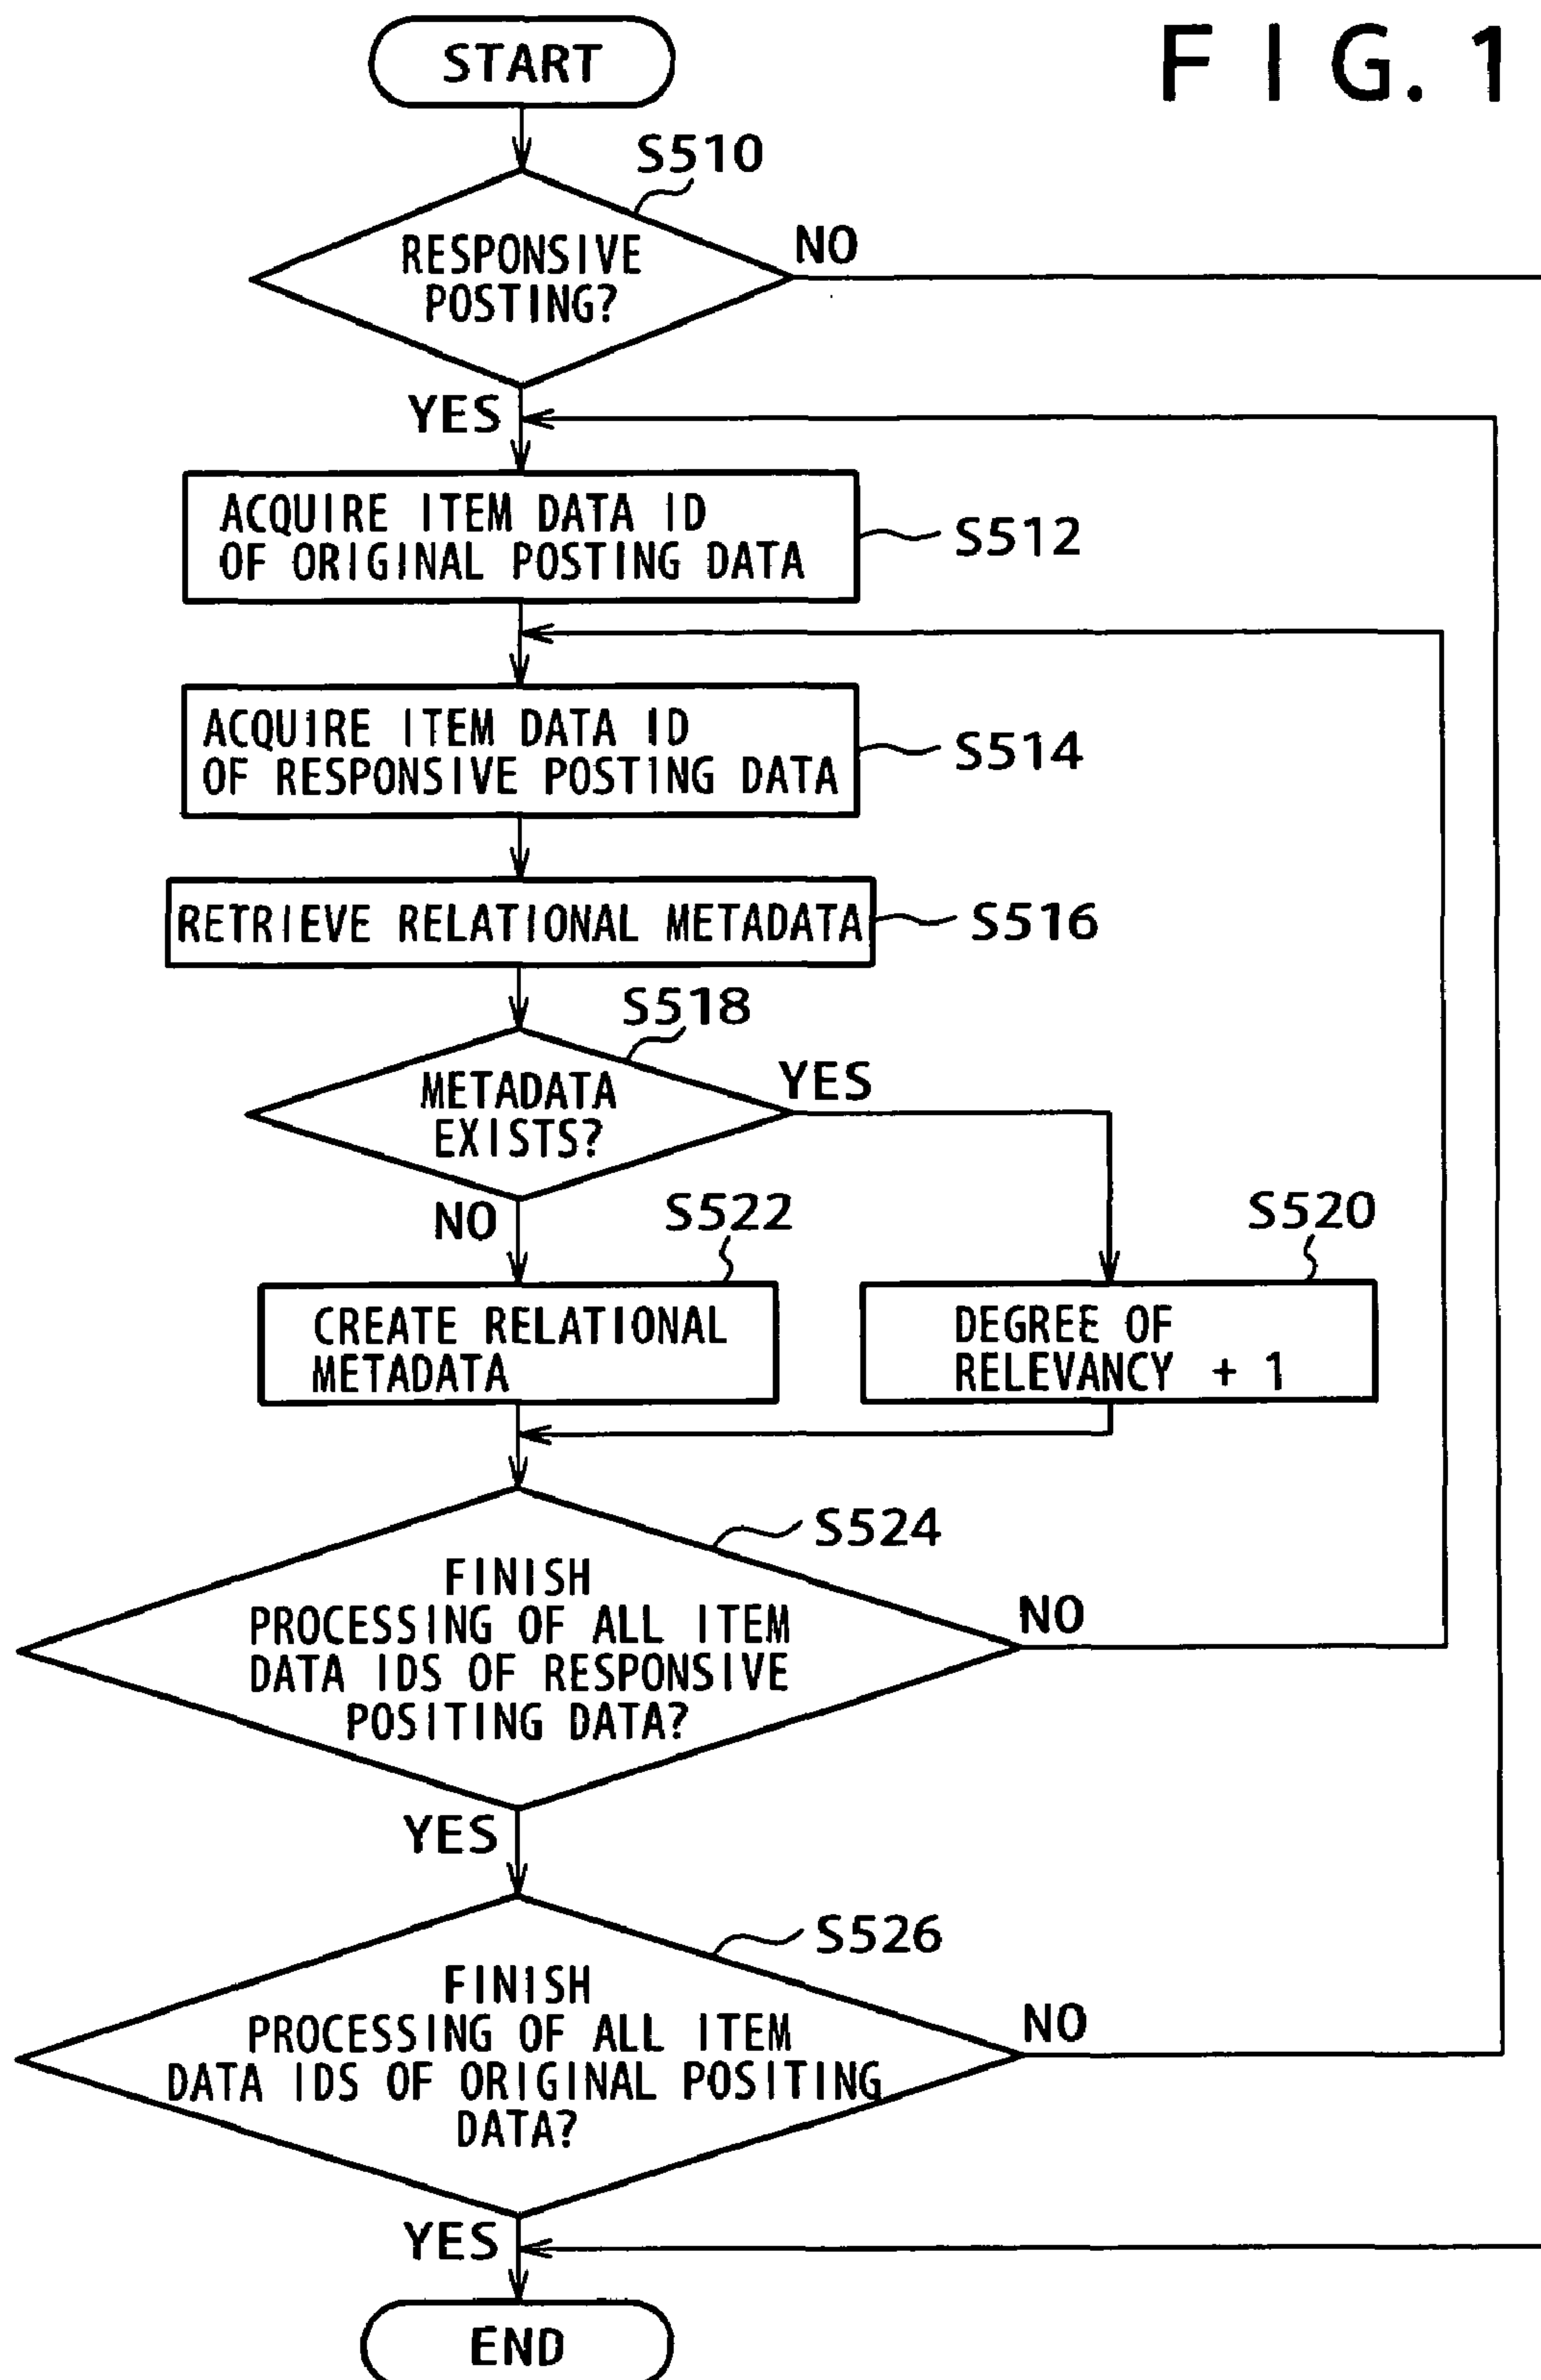 START
F I G. 1
S510
RESPONSIVE
POSTING?
NO
YES
ACQUIRE ITEM DATA ID
OF ORIGINAL POSTING DATA
S512
ACQUIRE ITEM DATA ID
OF RESPONSIVE POSTING DATA
S514
RETRIEVE RELATIONAL METADATA
S516
S518
METADATA
EXISTS?
YES
NO
S522
S520
CREATE RELATIONAL
METADATA
DEGREE OF
RELEVANCY + 1
S524
FINISH
PROCESSING OF ALL ITEM
DATA IDS OF RESPONSIVE
POSITING DATA?
NO
YES
S526
FINISH
PROCESSING OF ALL ITEM
DATA IDS OF ORIGINAL POSITING
DATA?
NO
YES
END